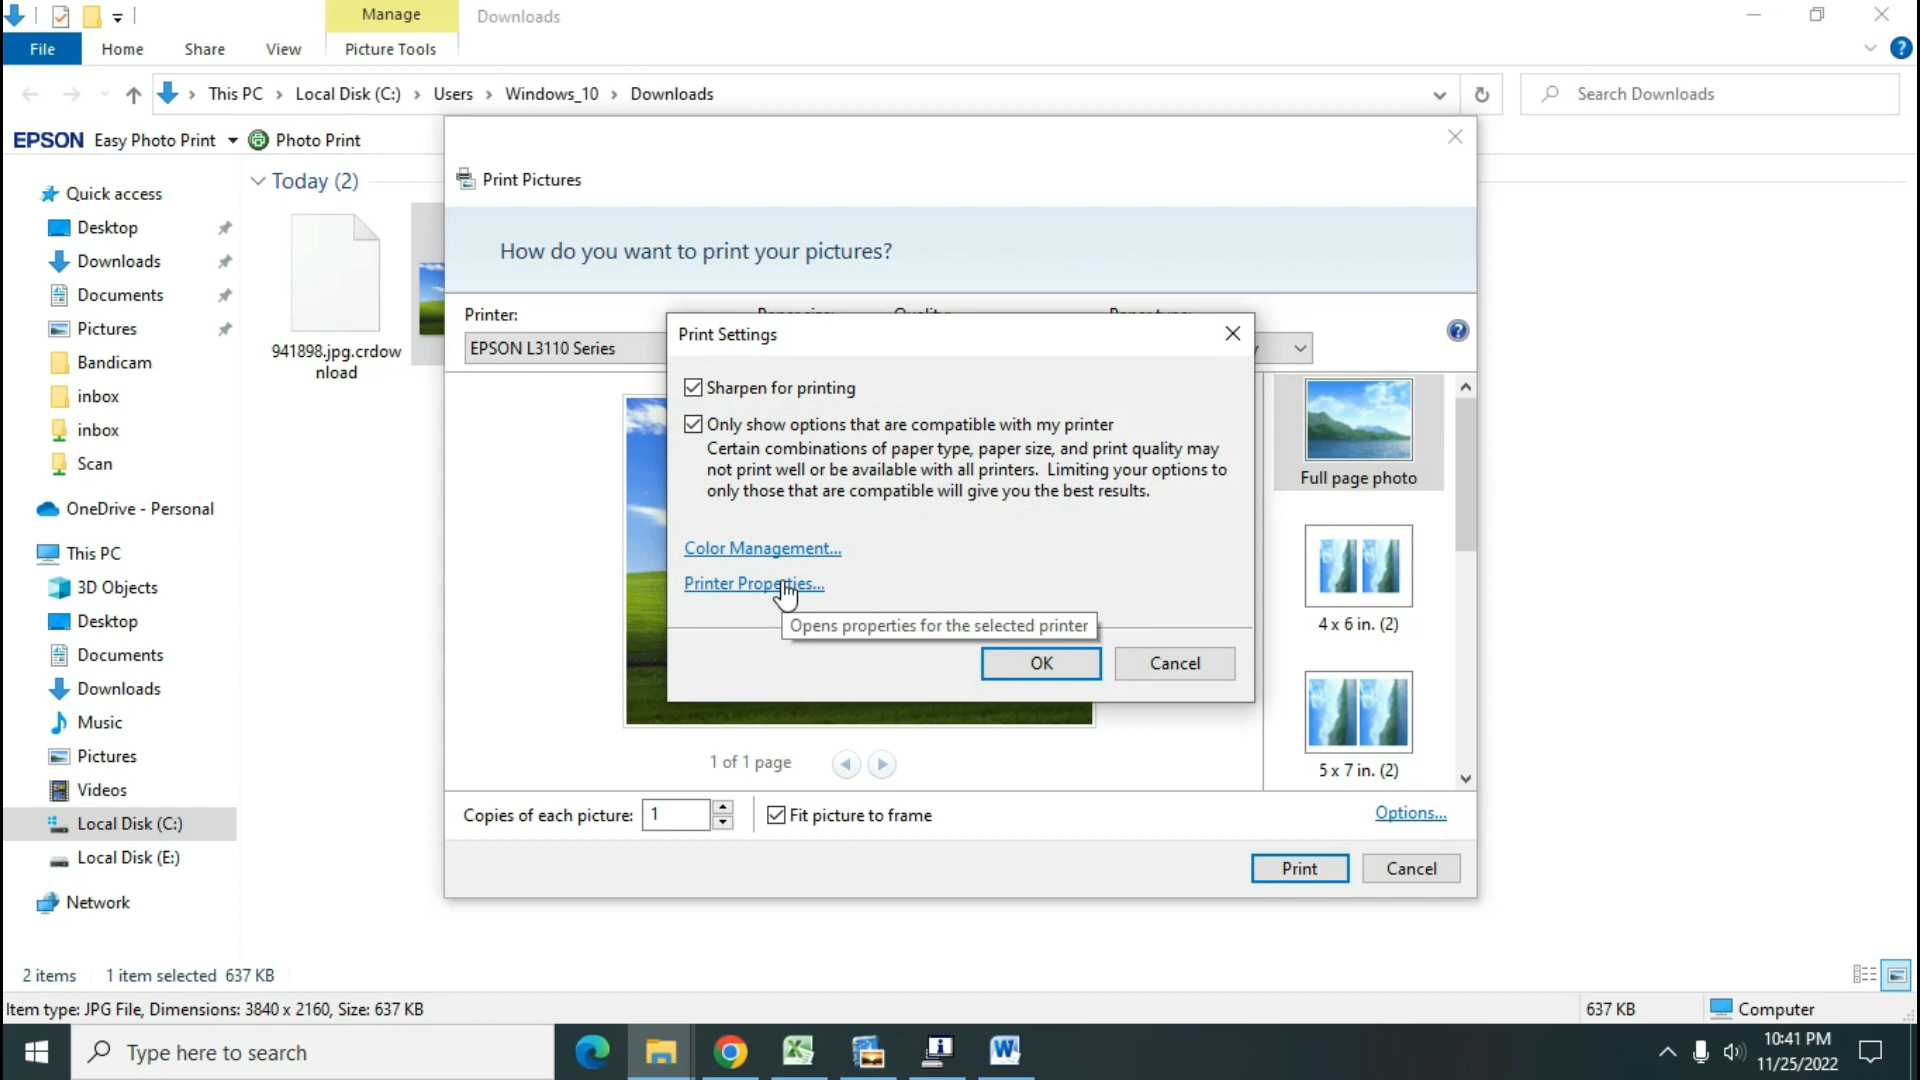 Manage
Downloads
File
Home
Share
View
Picture Tools
This PC
Local Disk (C:)
Users
Windows_10
Downloads
Search Downloads
EPSON
Easy Photo Print
Photo Print
Quick access
Desktop
Downloads
Documents
Pictures
Bandicam
inbox
inbox
Scan
OneDrive - Personal
This PC
3D Objects
Desktop
Documents
Downloads
Music
Pictures
Videos
Local Disk (C:)
Local Disk (E:)
Network
Today (2)
941898.jpg.crdow
nload
Print Pictures
How do you want to print your pictures?
Printer:
EPSON L3110 Series
Print Settings
Sharpen for printing
Only show options that are compatible with my printer
Certain combinations of paper type, paper size, and print quality may
not print well or be available with all printers. Limiting your options to
only those that are compatible will give you the best results.
Color Management...
Printer Properties...
Opens properties for the selected printer
OK
Cancel
Full page photo
4 x 6 in. (2)
5 x 7 in. (2)
1 of 1 page
Copies of each picture:
1
Fit picture to frame
Options...
Print
Cancel
2 items
1 item selected 637 KB
Item type: JPG File, Dimensions: 3840 x 2160, Size: 637 KB
637 KB
Computer
Type here to search
10:41 PM
11/25/2022